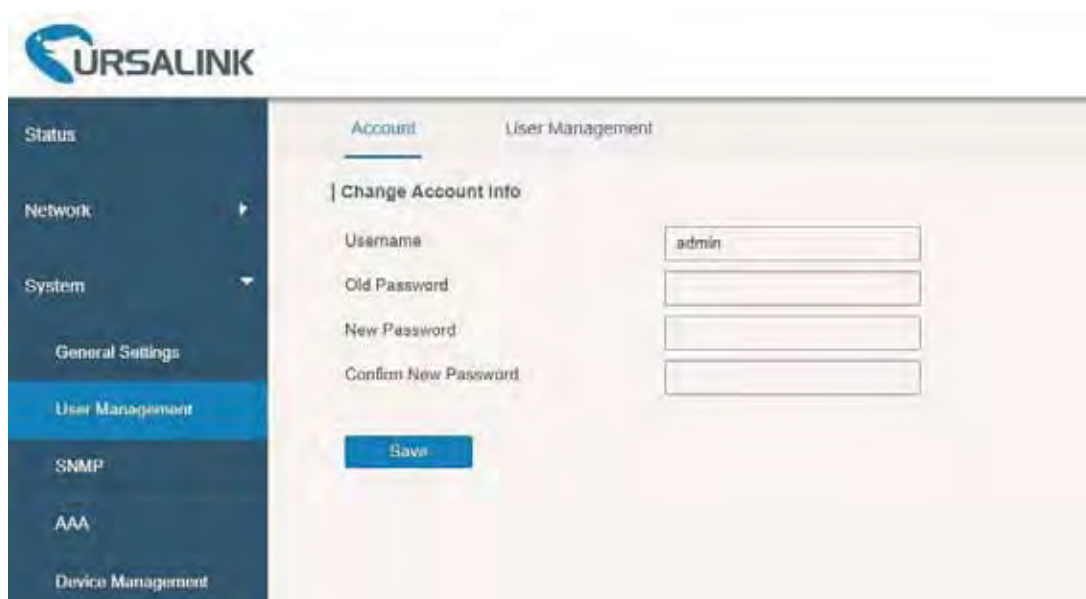 URSALINK
Status
Network
System
General Settings
User Management
SNMP
AAA
Device Management
Account User Management
| Change Account Info
Username admin
Old Password
New Password
Confirm New Password
Save